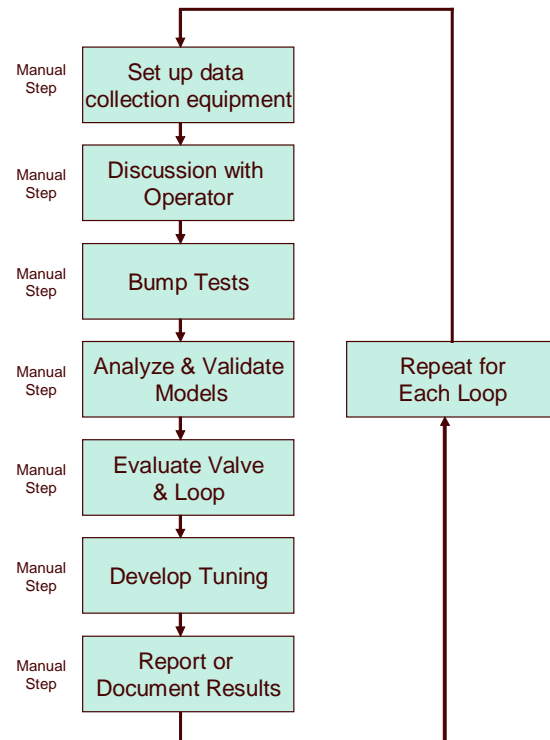 Manual
Step
Set up data
collection equipment
Manual
Step
Discussion with
Operator
Manual
Step
Bump Tests
Manual
Step
Analyze & Validate
Models
Repeat for
Each Loop
Manual
Step
Evaluate Valve
& Loop
Manual
Step
Develop Tuning
Manual
Step
Report or
Document Results